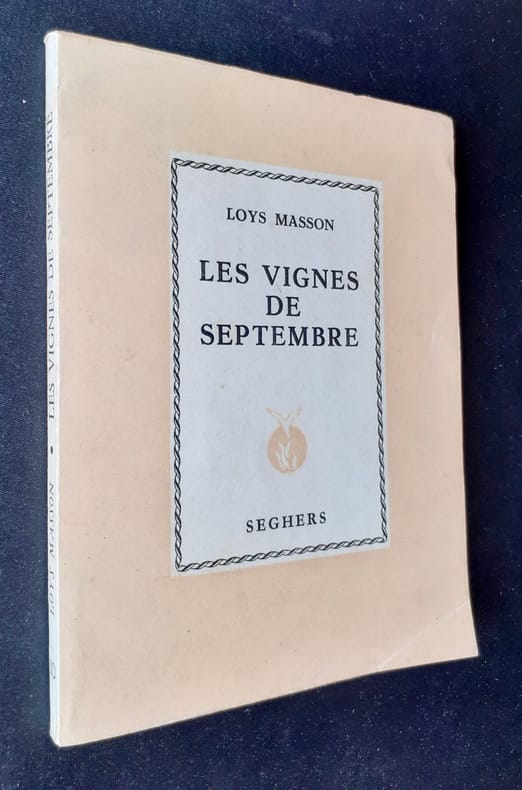 LOYS MASSON
LES VIGNES
DE
SEPTEMBRE
SEGHERS
LOYS MASSON • LES VIGNES DE SEPTEMBRE